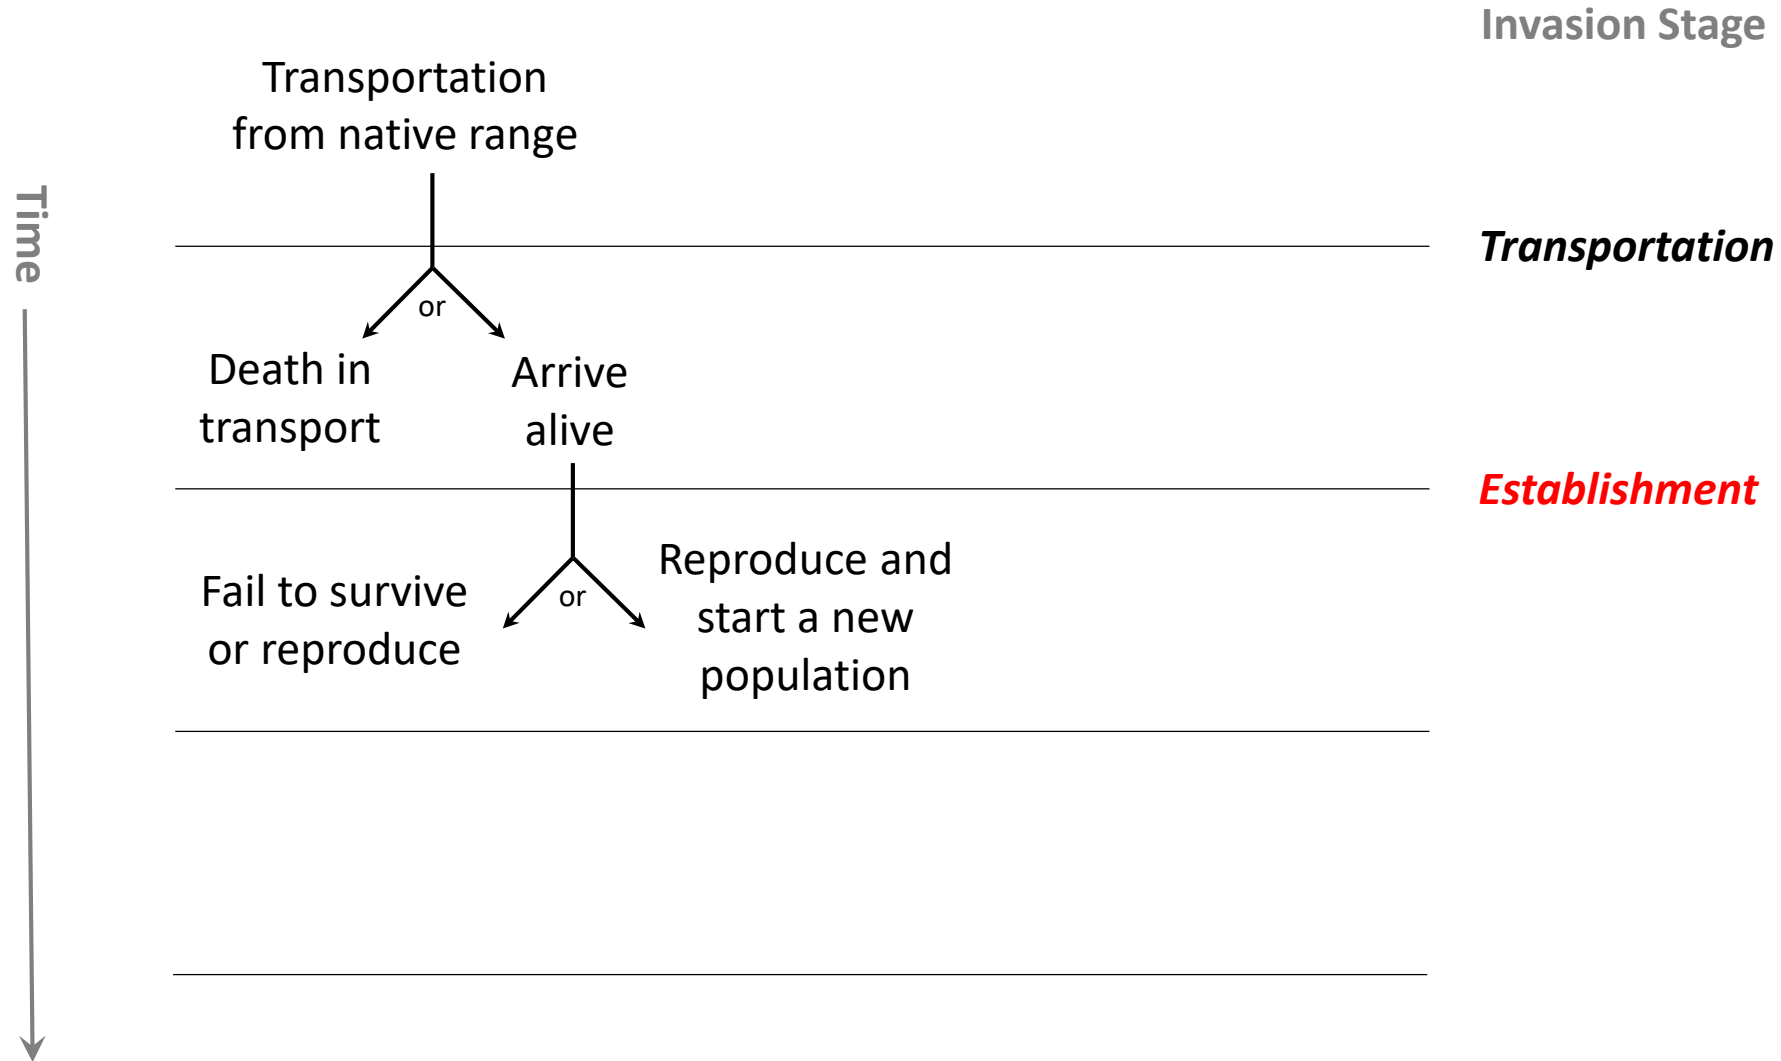 Invasion Stage
Transportation
from native range
Time
Transportation
or
Death in
transport
Arrive
alive
Establishment
Fail to survive
or reproduce
or
Reproduce and
start a new
population